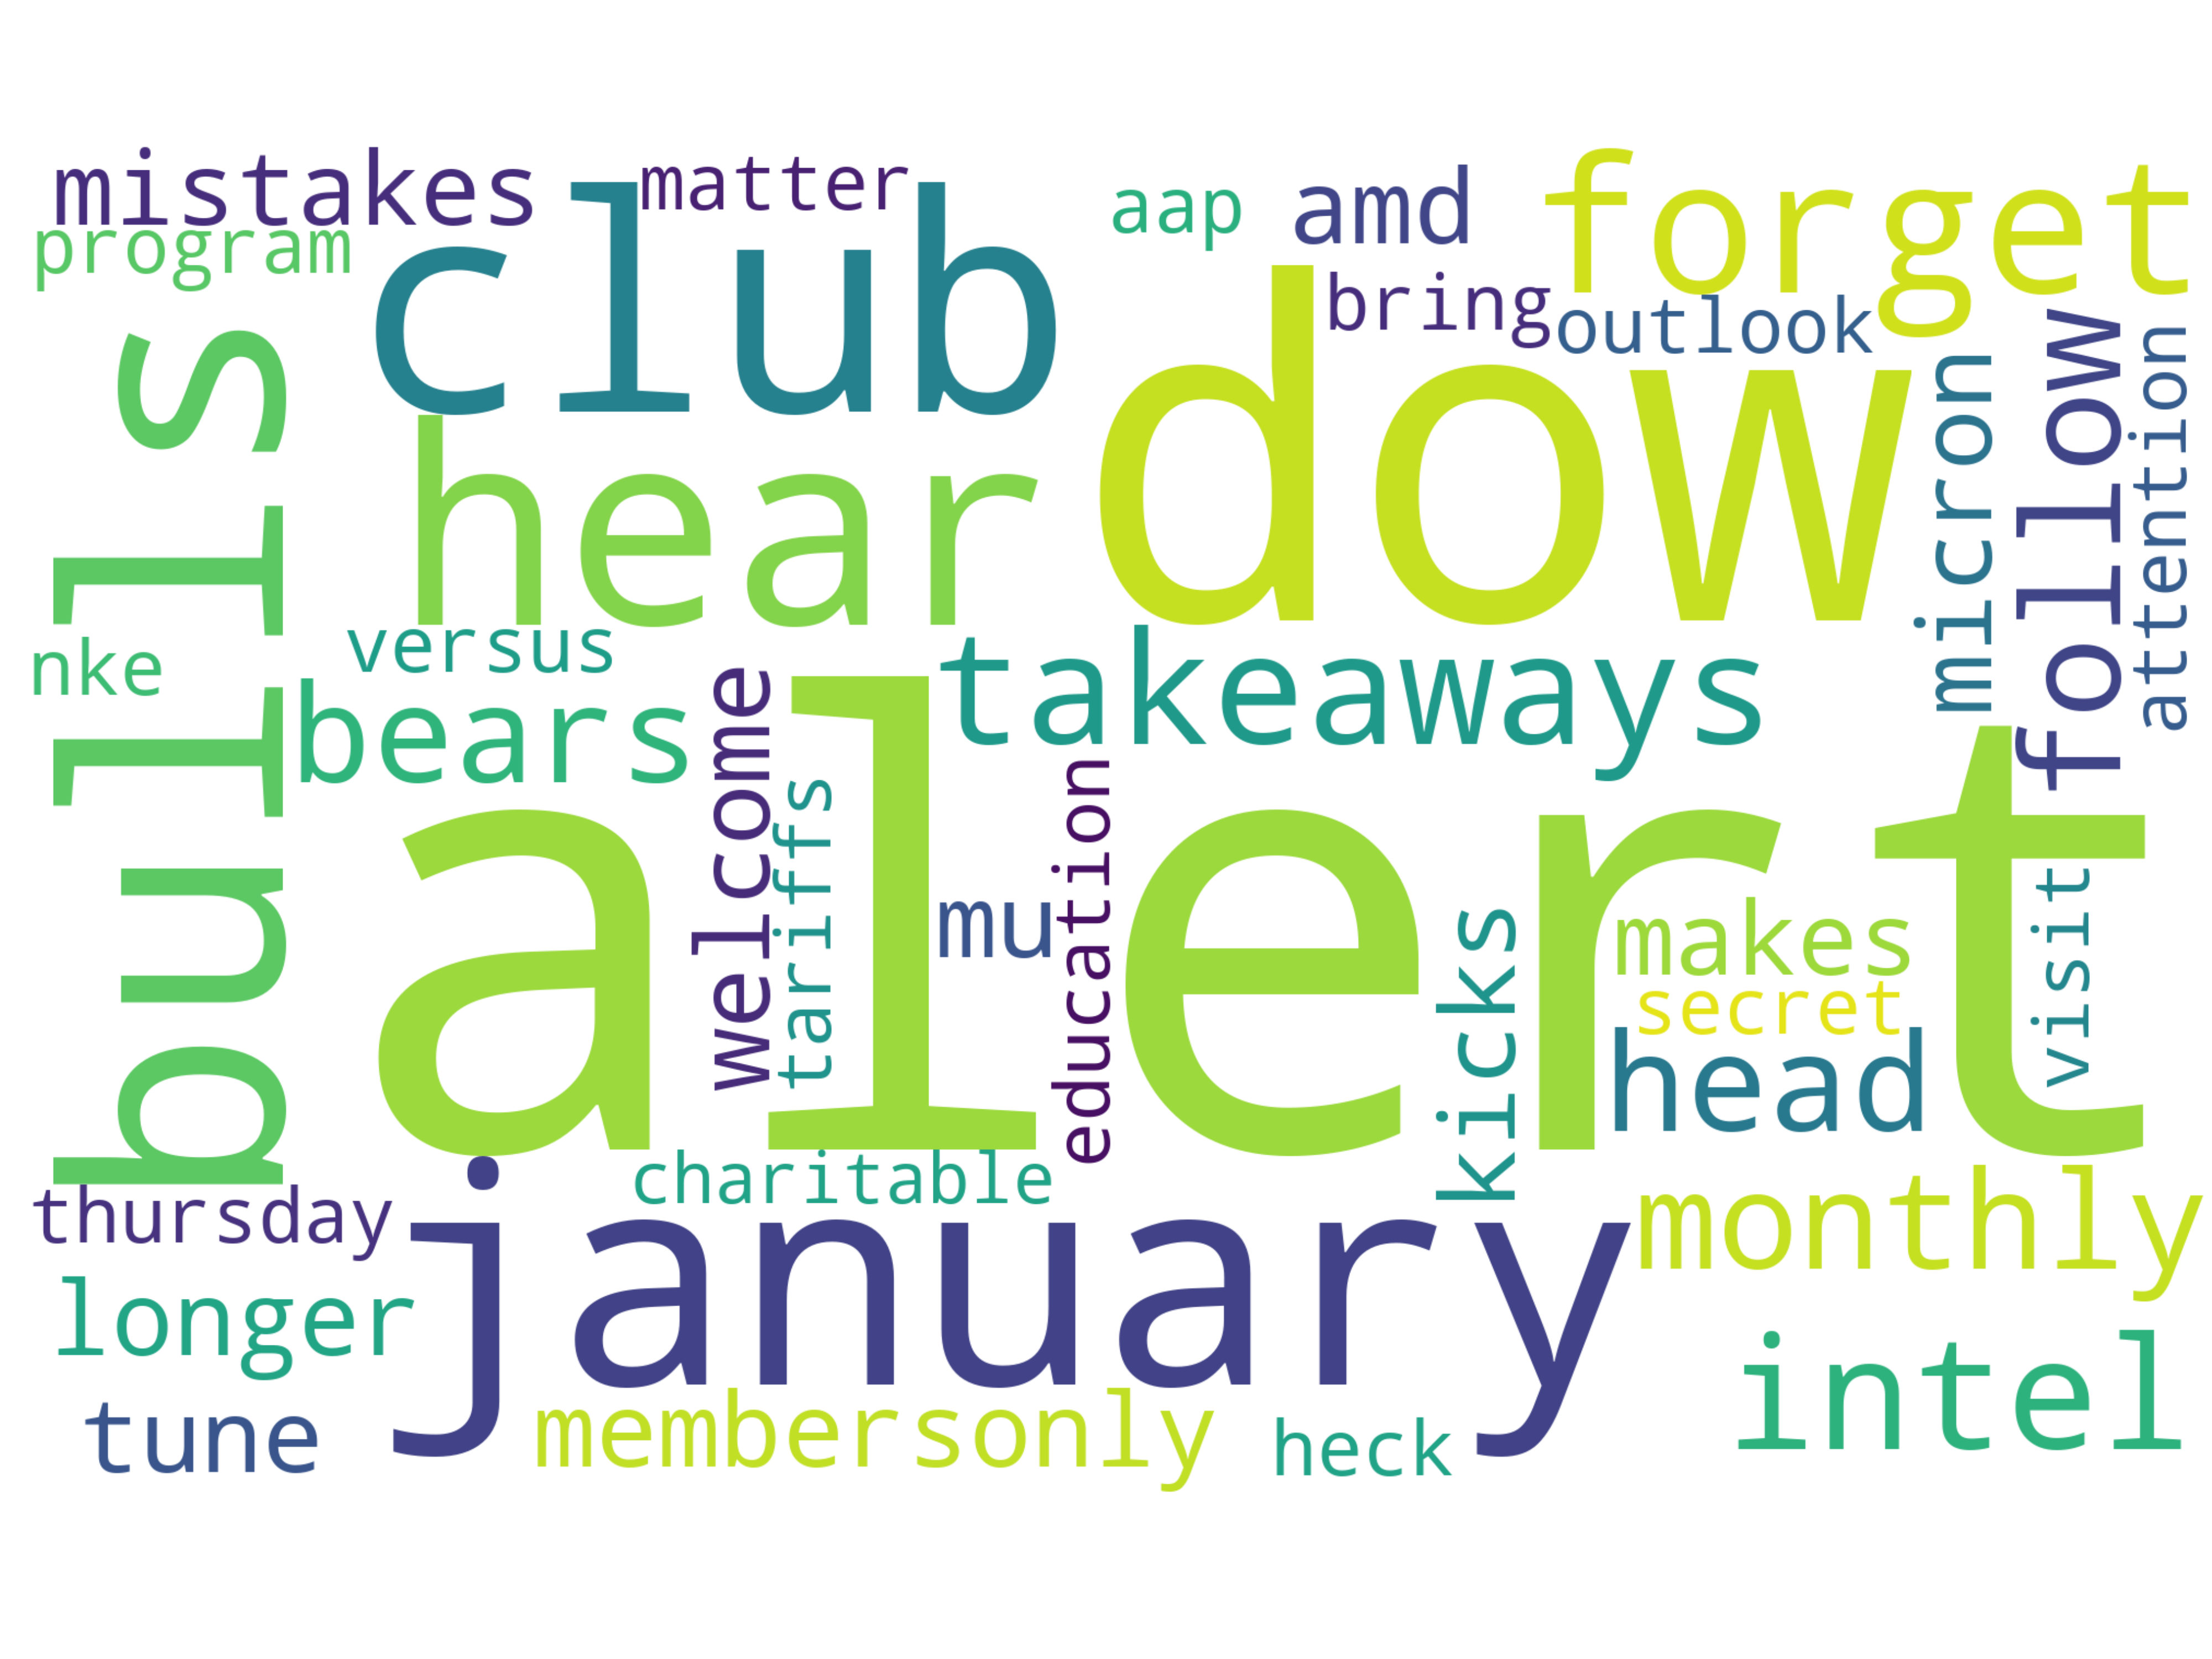 mistakes
matter
aap
amd
forget
program
club
bring
outlook
dow
bulls
hear
micron
follow
attention
nke
versus
bears
takeaways
welcome
tariffs
alert
mu
education
kicks
makes
secret
head
visit
charitable
thursday
january
monthly
longer
intel
tune
membersonly
heck